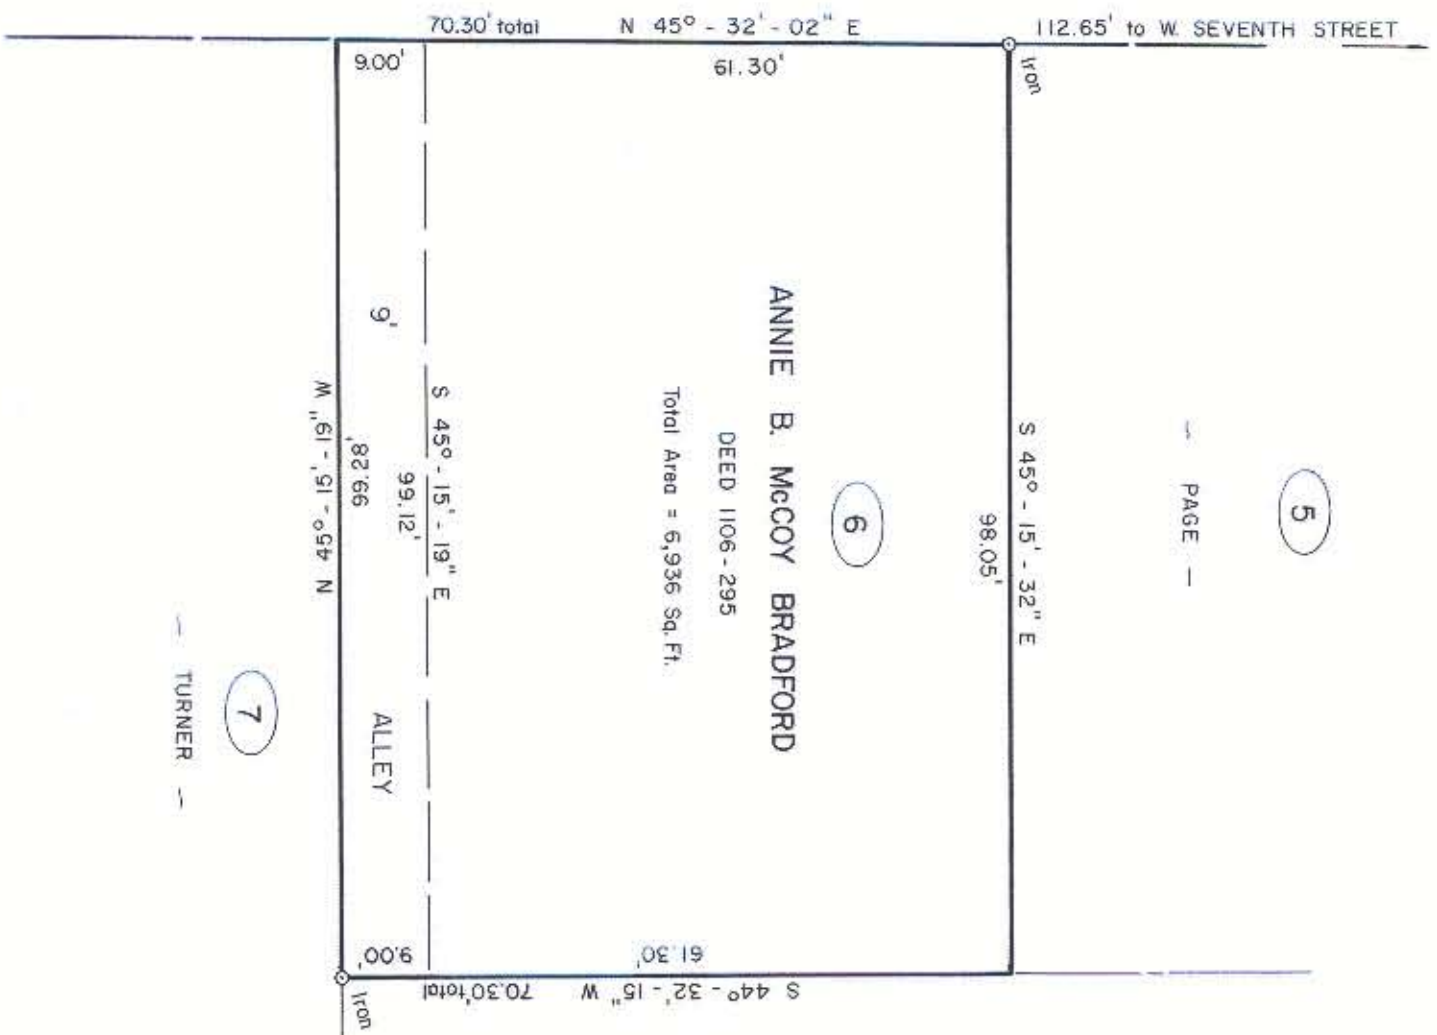 70.30' total N 45° - 32' - 02" E 112.65' to W. SEVENTH STREET
9.00'
61.30'
Iron
S 45° - 15' - 32" E
98.05'
5
— PAGE —
6
ANNIE B. McCOY BRADFORD
DEED 1106 - 295
Total Area = 6,936 Sq. Ft.
S 45° - 15' - 19" E
99.12'
9' ALLEY
99.28'
N 45° - 15' - 19" W
7
— TURNER —
9.00'
61.30'
S 44° - 32' - 15" W 70.30' total
Iron